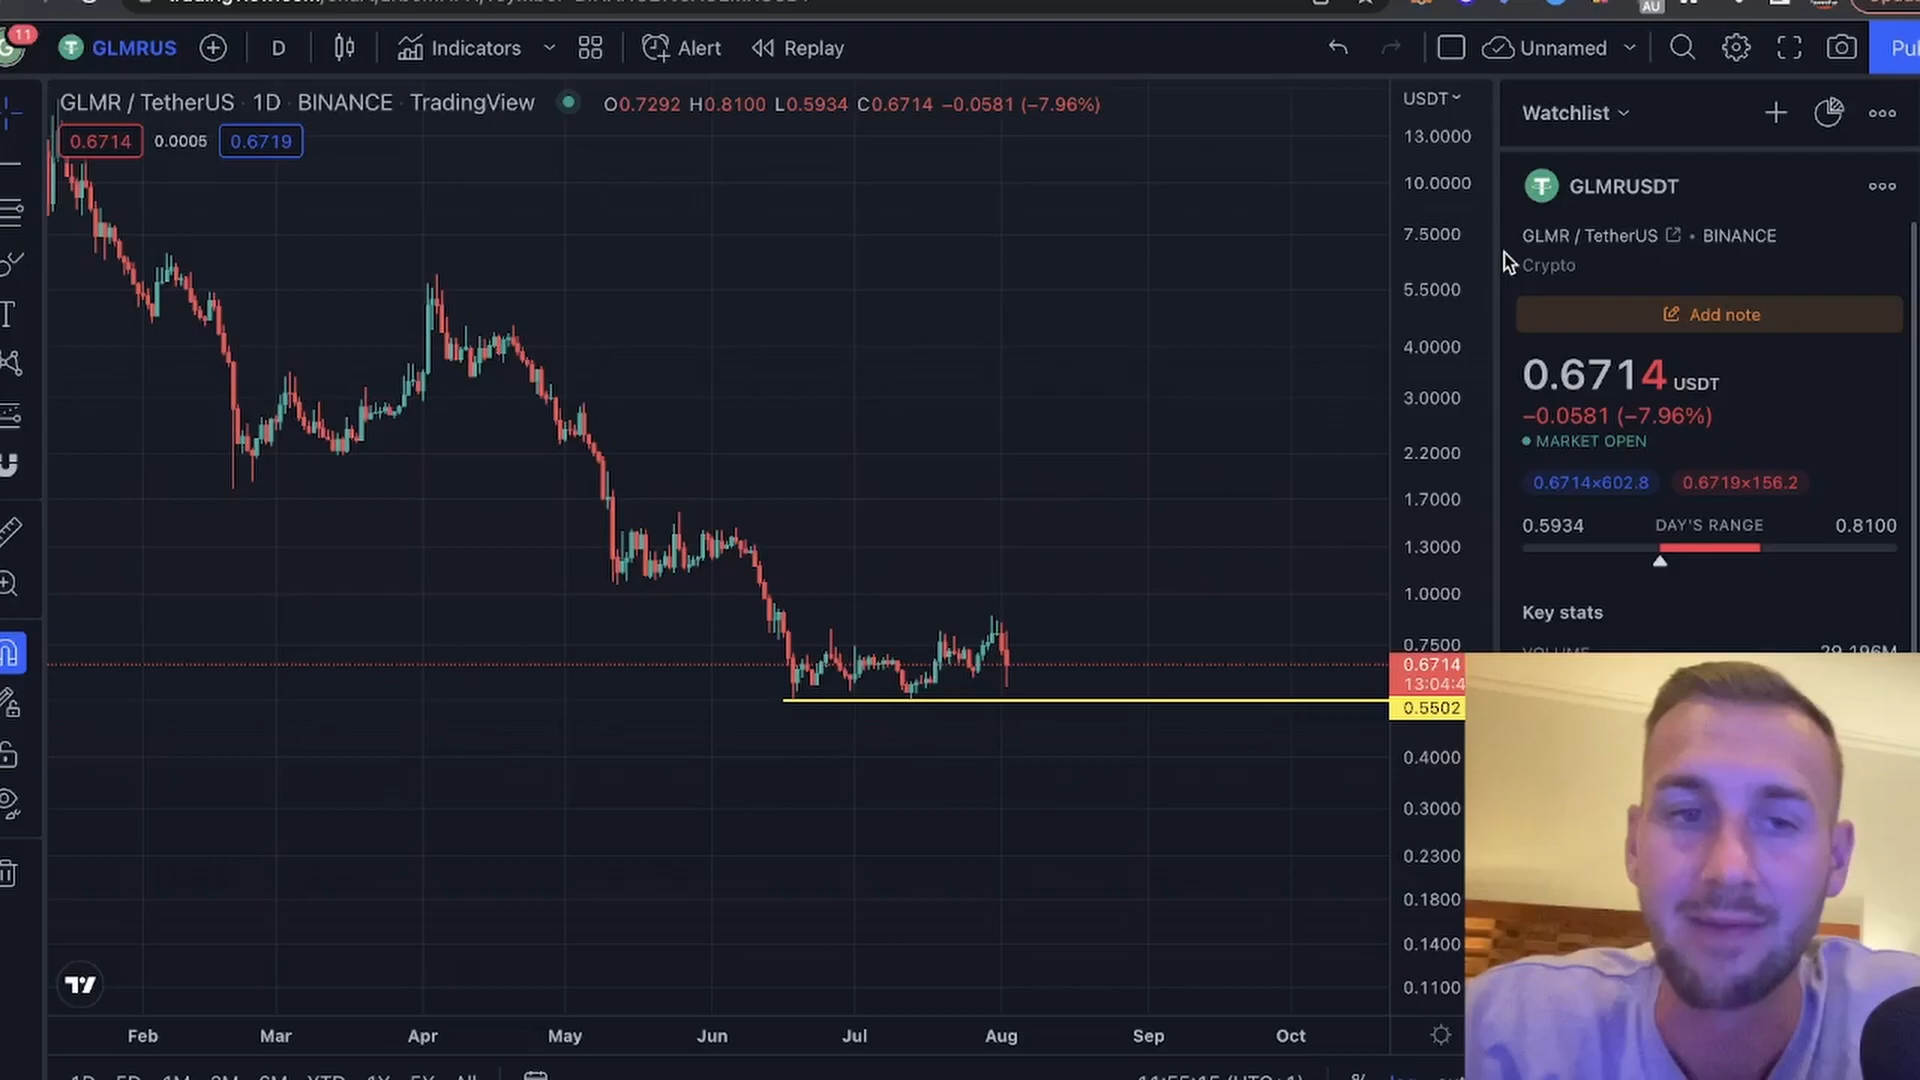 11
GLMRUS
D
Indicators
Alert
Replay
Unnamed
AU
GLMR / TetherUS · 1D · BINANCE · TradingView
O0.7292 H0.8100 L0.5934 C0.6714 −0.0581 (−7.96%)
0.6714
0.0005
0.6719
USDT
13.0000
10.0000
7.5000
5.5000
4.0000
3.0000
2.2000
1.7000
1.3000
1.0000
0.7500
0.6714
13:04:4
0.5502
0.4000
0.3000
0.2300
0.1800
0.1400
0.1100
Feb Mar Apr May Jun Jul Aug Sep Oct
Watchlist
GLMRUSDT
GLMR / TetherUS • BINANCE
Crypto
Add note
0.6714 USDT
−0.0581 (−7.96%)
MARKET OPEN
0.6714×602.8 0.6719×156.2
0.5934 DAY'S RANGE 0.8100
Key stats